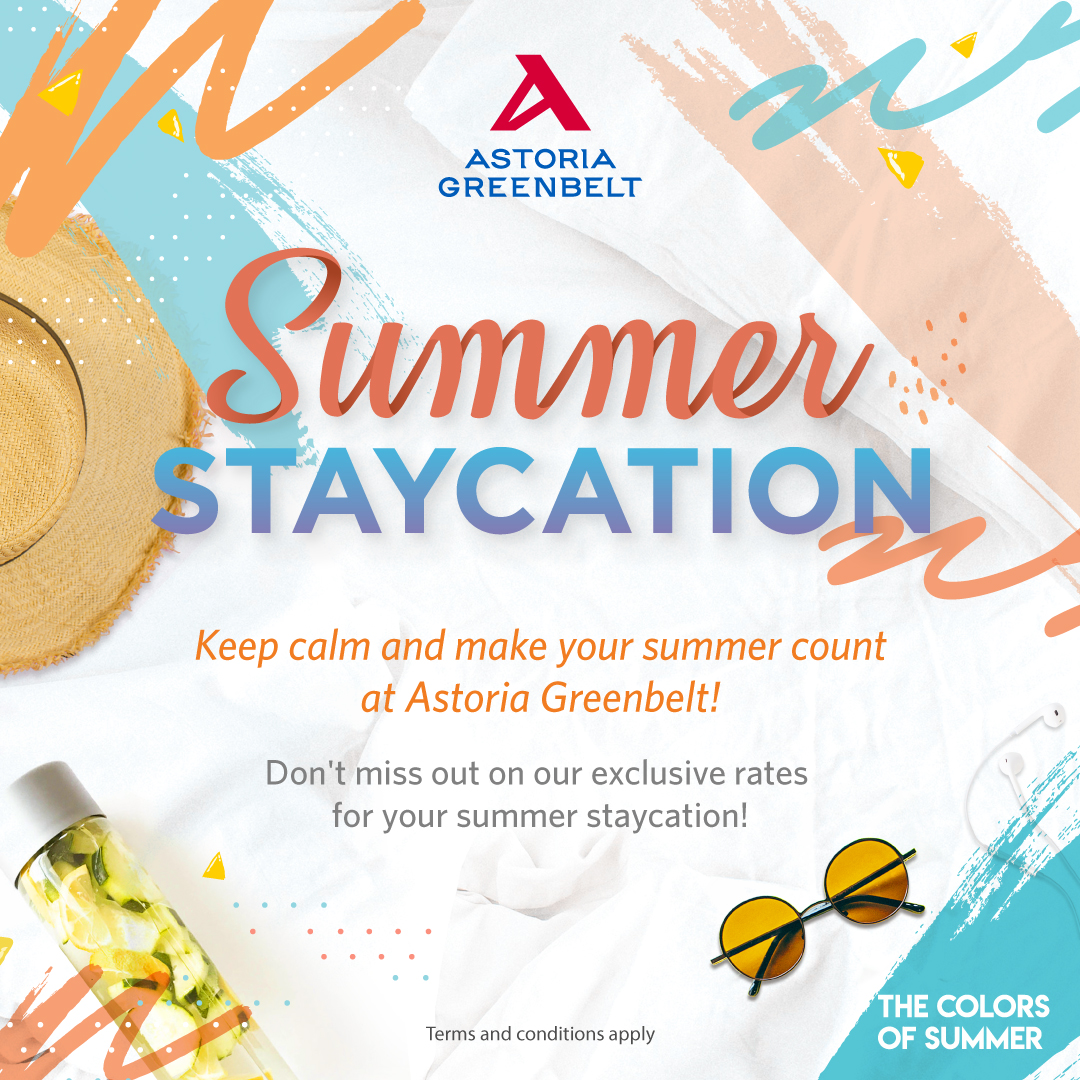 ASTORIA
GREENBELT
Summer
STAYCATION
Keep calm and make your summer count
at Astoria Greenbelt!
Don't miss out on our exclusive rates
for your summer staycation!
Terms and conditions apply
THE COLORS
OF SUMMER